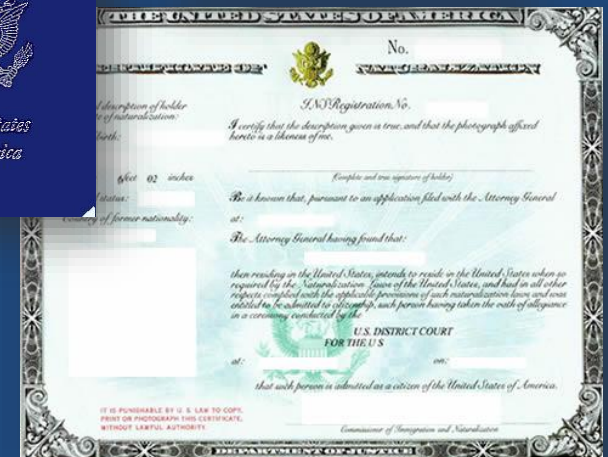 THE UNITED STATES OF AMERICA
No.
CERTIFICATE OF NATURALIZATION
description of holder
of naturalization:
birth:
feet 02 inches
status:
of former nationality:
INS Registration No.
I certify that the description given is true, and that the photograph affixed
hereto is a likeness of me.
(Complete and true signature of holder)
Be it known that, pursuant to an application filed with the Attorney General
at:
The Attorney General having found that:
then residing in the United States, intends to reside in the United States when so
required by the Naturalization Laws of the United States, and had in all other
respects complied with the applicable provisions of such naturalization laws and was
entitled to be admitted to citizenship, such person having taken the oath of allegiance
in a ceremony conducted by the
U.S. DISTRICT COURT
FOR THE U S
at: on:
that such person is admitted as a citizen of the United States of America.
IT IS PUNISHABLE BY U. S. LAW TO COPY,
PRINT OR PHOTOGRAPH THIS CERTIFICATE,
WITHOUT LAWFUL AUTHORITY.
Commissioner of Immigration and Naturalization
DEPARTMENT OF JUSTICE